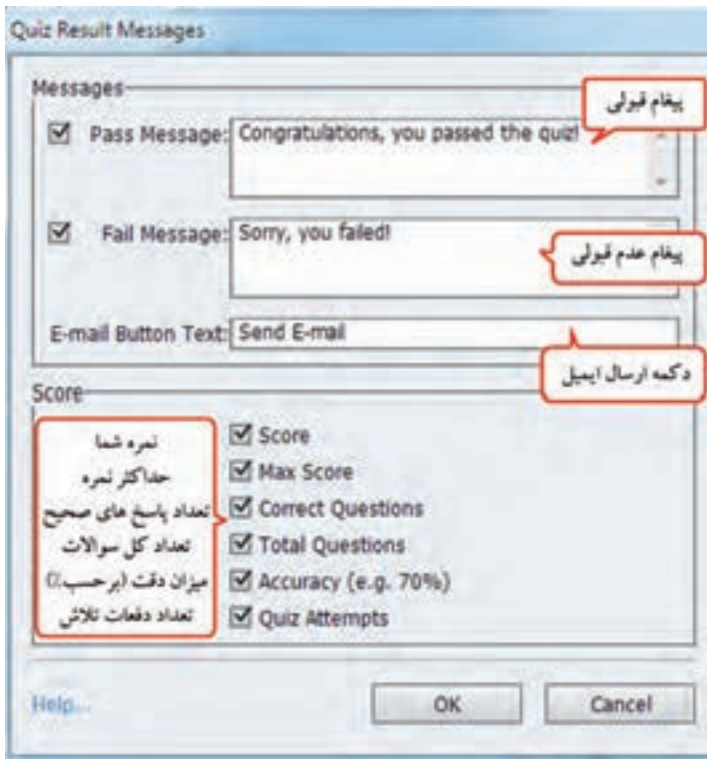 Quiz Result Messages
Messages
پیغام قبولی
Pass Message: Congratulations, you passed the quiz!
Fail Message: Sorry, you failed!
پیغام عدم قبولی
E-mail Button Text: Send E-mail
دکمه ارسال ایمیل
Score
نمره شما
حداکثر نمره
تعداد پاسخ های صحیح
تعداد کل سوالات
میزان دقت (برحسب٪)
تعداد دفعات تلاش
Score
Max Score
Correct Questions
Total Questions
Accuracy (e.g. 70%)
Quiz Attempts
Help...
OK
Cancel